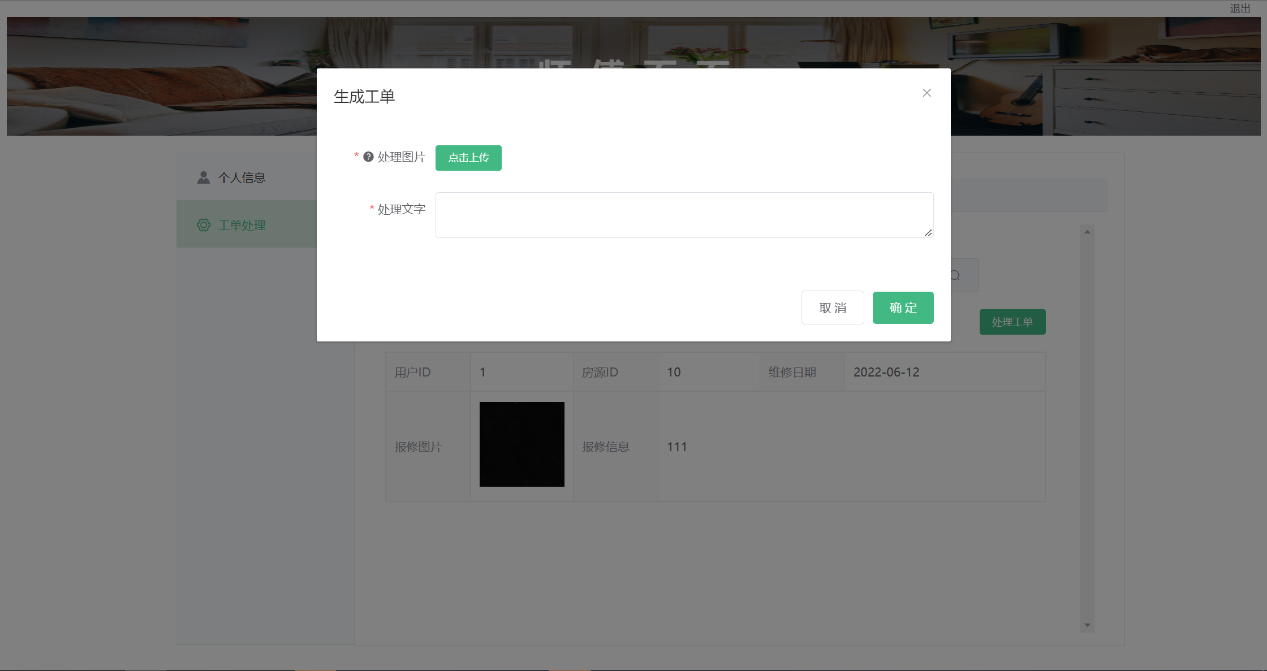 退出
生成工单
* 处理图片 点击上传
* 处理文字
取 消 确 定
个人信息
工单处理
处理工单
用户ID 1 房源ID 10 维修日期 2022-06-12
报修图片 报修信息 111